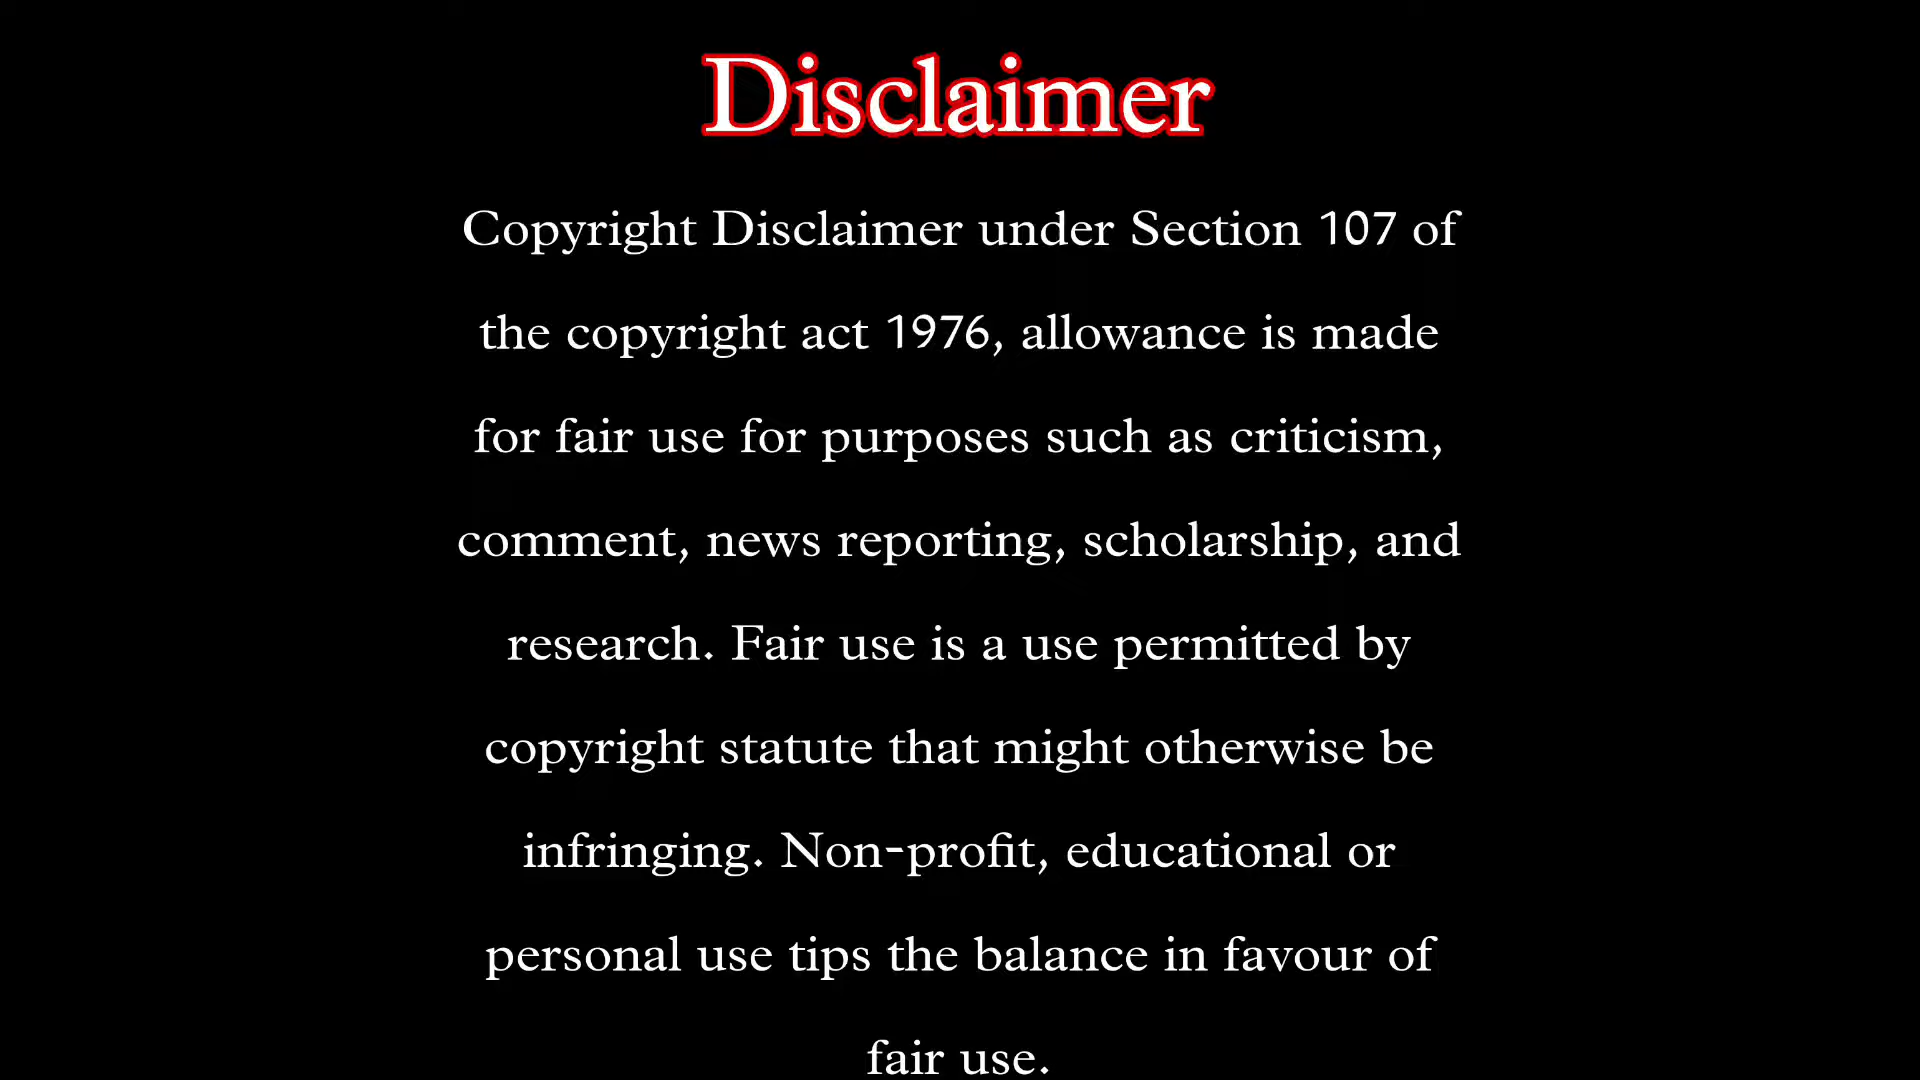 Disclaimer
Copyright Disclaimer under Section 107 of
the copyright act 1976, allowance is made
for fair use for purposes such as criticism,
comment, news reporting, scholarship, and
research. Fair use is a use permitted by
copyright statute that might otherwise be
infringing. Non-profit, educational or
personal use tips the balance in favour of
fair use.